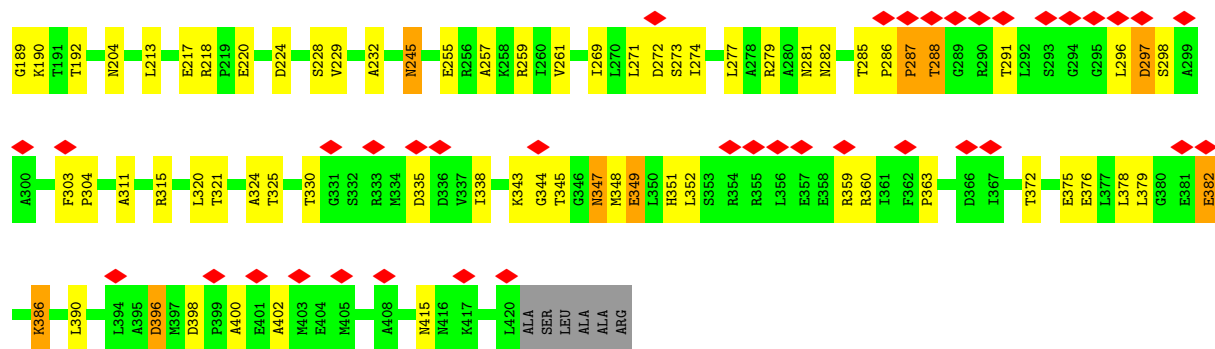 G189 K190 T191 T192 N204 L213 E217 R218 P219 E220 D224 S228 V229 A232 N245 E255 R256 A257 K258 R259 I260 V261 I269 L270 L271 D272 S273 I274 L277 A278 R279 A280 N281 N282 T285 P286 P287 T288 G289 R290 T291 L292 S293 G294 G295 L296 D297 S298 A299
A300 F303 P304 A311 R315 L320 T321 A324 T325 T330 G331 S332 R333 M334 D335 D336 V337 I338 K343 G344 T345 G346 N347 M348 E349 L350 H351 L352 S353 R354 R355 L356 E357 E358 R359 R360 I361 F362 P363 D366 I367 T372 E375 E376 L377 L378 L379 G380 E381 E382
K386 L390 L394 A395 D396 M397 D398 P399 A400 E401 A402 M403 E404 M405 A408 N415 N416 K417 L420 ALA SER LEU ALA ALA ARG